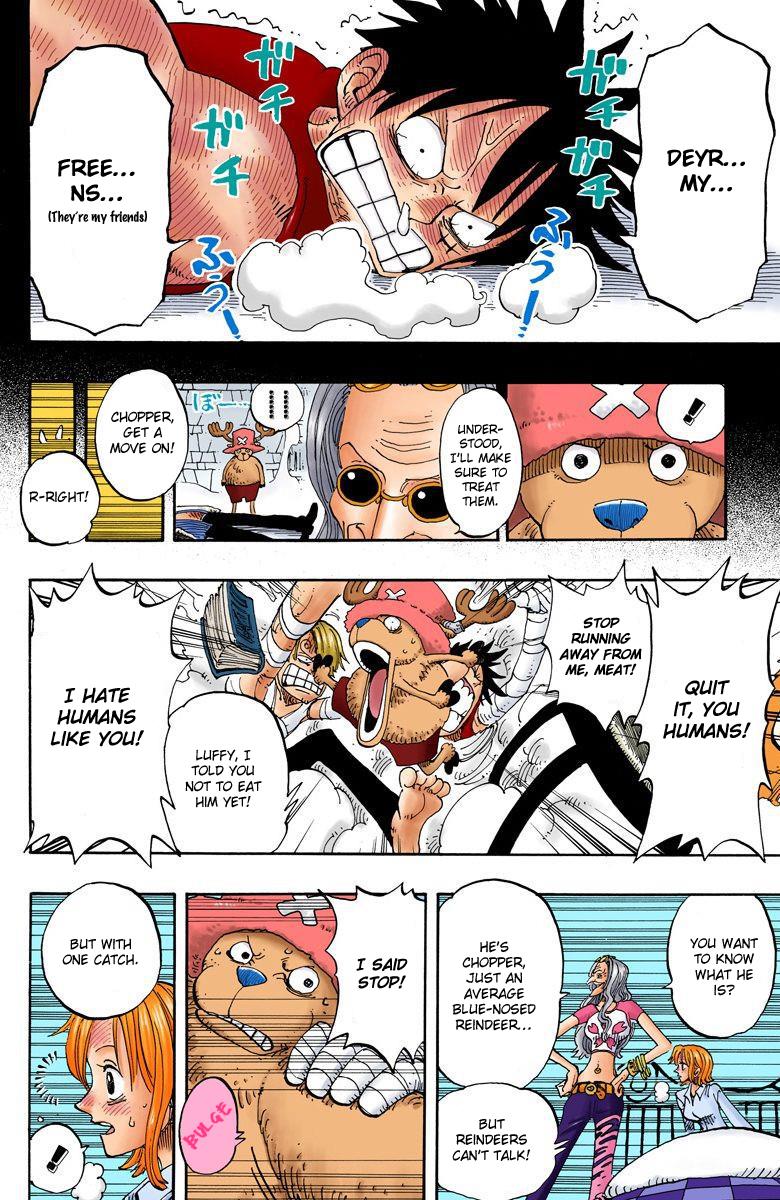 DEYR...
MY...
ガチ
ガチ
ガチ
ガチ
ふぅー!
ふぅー!
FREE...
NS...
(They're my friends)
!
UNDER-
STOOD,
I'LL MAKE
SURE TO
TREAT
THEM.
!!!!
ぼーー…
CHOPPER,
GET A
MOVE ON!
R-RIGHT!
QUIT
IT, YOU
HUMANS!
STOP
RUNNING
AWAY FROM
ME, MEAT!
LUFFY, I
TOLD YOU
NOT TO EAT
HIM YET!
I HATE
HUMANS
LIKE YOU!
YOU WANT
TO KNOW
WHAT HE
IS?
HE'S
CHOPPER,
JUST AN
AVERAGE
BLUE-NOSED
REINDEER...
BUT
REINDEERS
CAN'T TALK!
I SAID
STOP!
BULGE
BUT WITH
ONE CATCH.
!